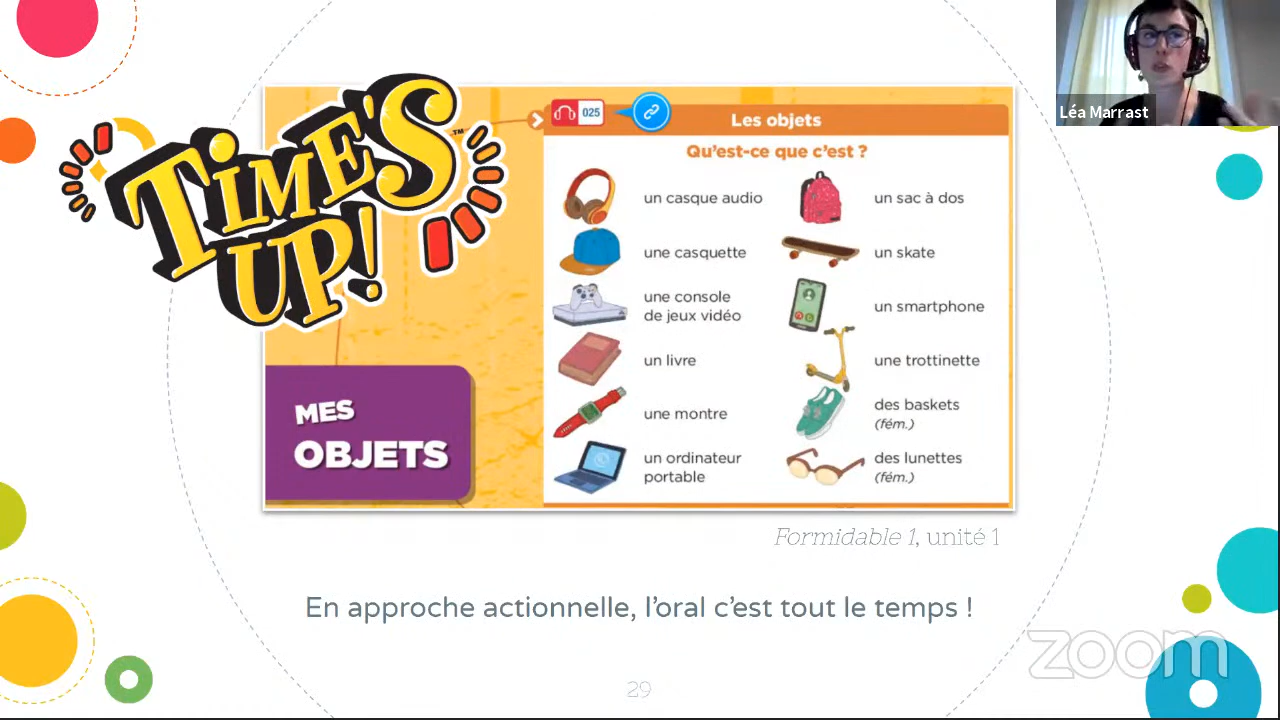 TIME'S
UP!
™
025
Les objets
Qu'est-ce que c'est ?
un casque audio
une casquette
une console
de jeux vidéo
un livre
une montre
un ordinateur
portable
un sac à dos
un skate
un smartphone
une trottinette
des baskets
(fém.)
des lunettes
(fém.)
MES
OBJETS
Formidable 1, unité 1
En approche actionnelle, l'oral c'est tout le temps !
29
Léa Marrast
zoom